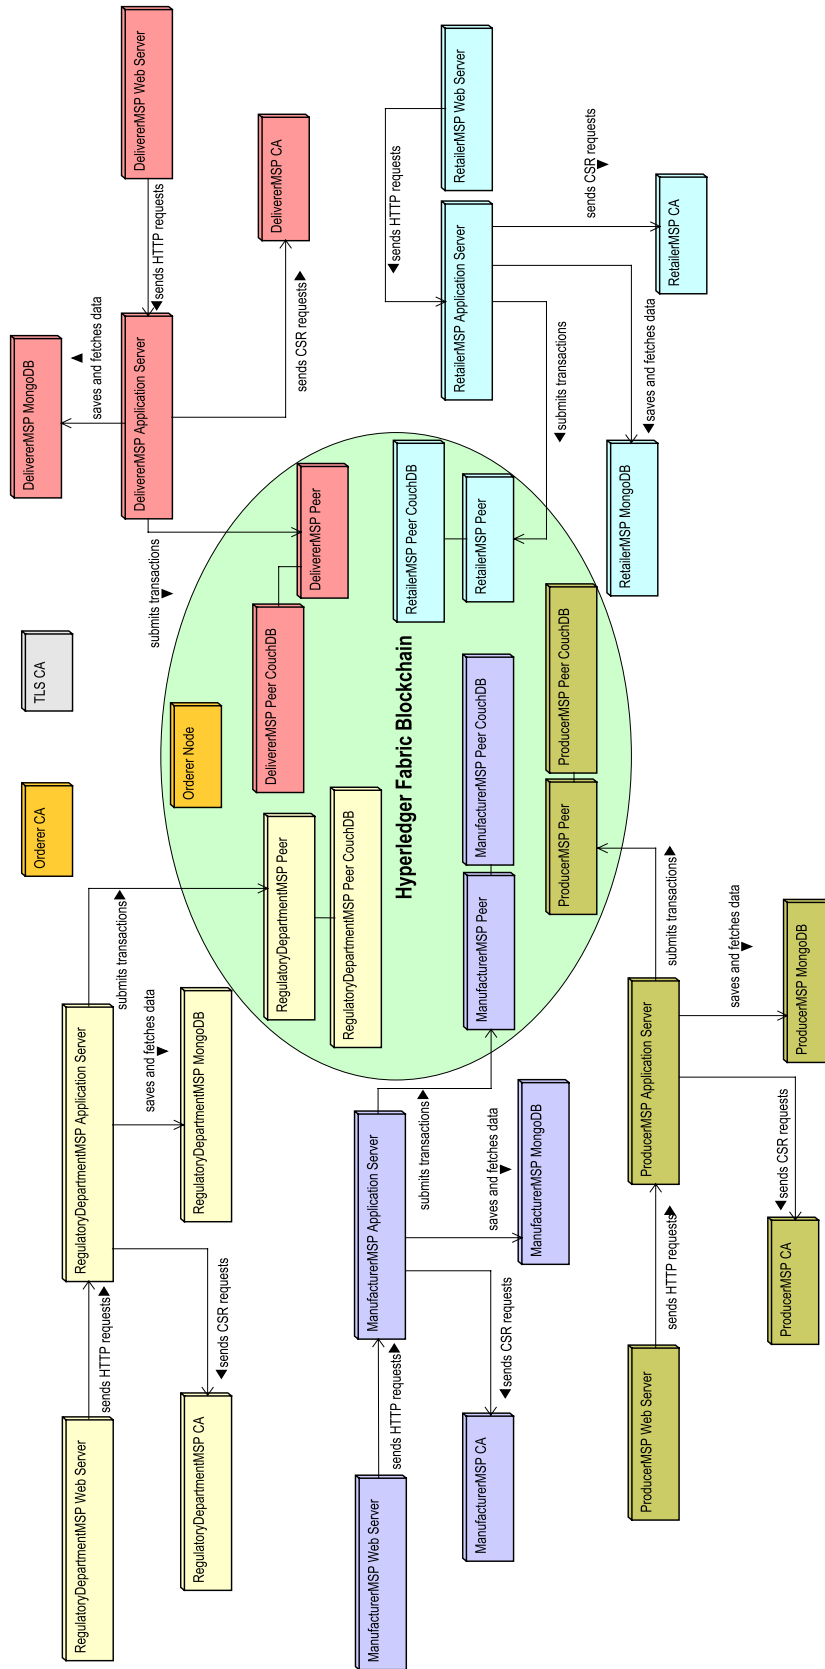 RegulatoryDepartmentMSP Web Server
sends HTTP requests
RegulatoryDepartmentMSP Application Server
submits transactions
saves and fetches data
RegulatoryDepartmentMSP MongoDB
sends CSR requests
RegulatoryDepartmentMSP CA
Orderer CA
TLS CA
Orderer Node
RegulatoryDepartmentMSP Peer
RegulatoryDepartmentMSP Peer CouchDB
DelivererMSP MongoDB
saves and fetches data
DelivererMSP Application Server
sends HTTP requests
DelivererMSP Web Server
submits transactions
sends CSR requests
DelivererMSP CA
DelivererMSP Peer
DelivererMSP Peer CouchDB
Hyperledger Fabric Blockchain
ManufacturerMSP Web Server
sends HTTP requests
ManufacturerMSP Application Server
submits transactions
saves and fetches data
ManufacturerMSP MongoDB
sends CSR requests
ManufacturerMSP CA
ManufacturerMSP Peer
ManufacturerMSP Peer CouchDB
RetailerMSP Peer CouchDB
RetailerMSP Peer
sends HTTP requests
RetailerMSP Web Server
RetailerMSP Application Server
submits transactions
sends CSR requests
RetailerMSP CA
saves and fetches data
RetailerMSP MongoDB
ProducerMSP Peer
ProducerMSP Peer CouchDB
ProducerMSP Web Server
sends HTTP requests
ProducerMSP Application Server
submits transactions
saves and fetches data
ProducerMSP MongoDB
sends CSR requests
ProducerMSP CA